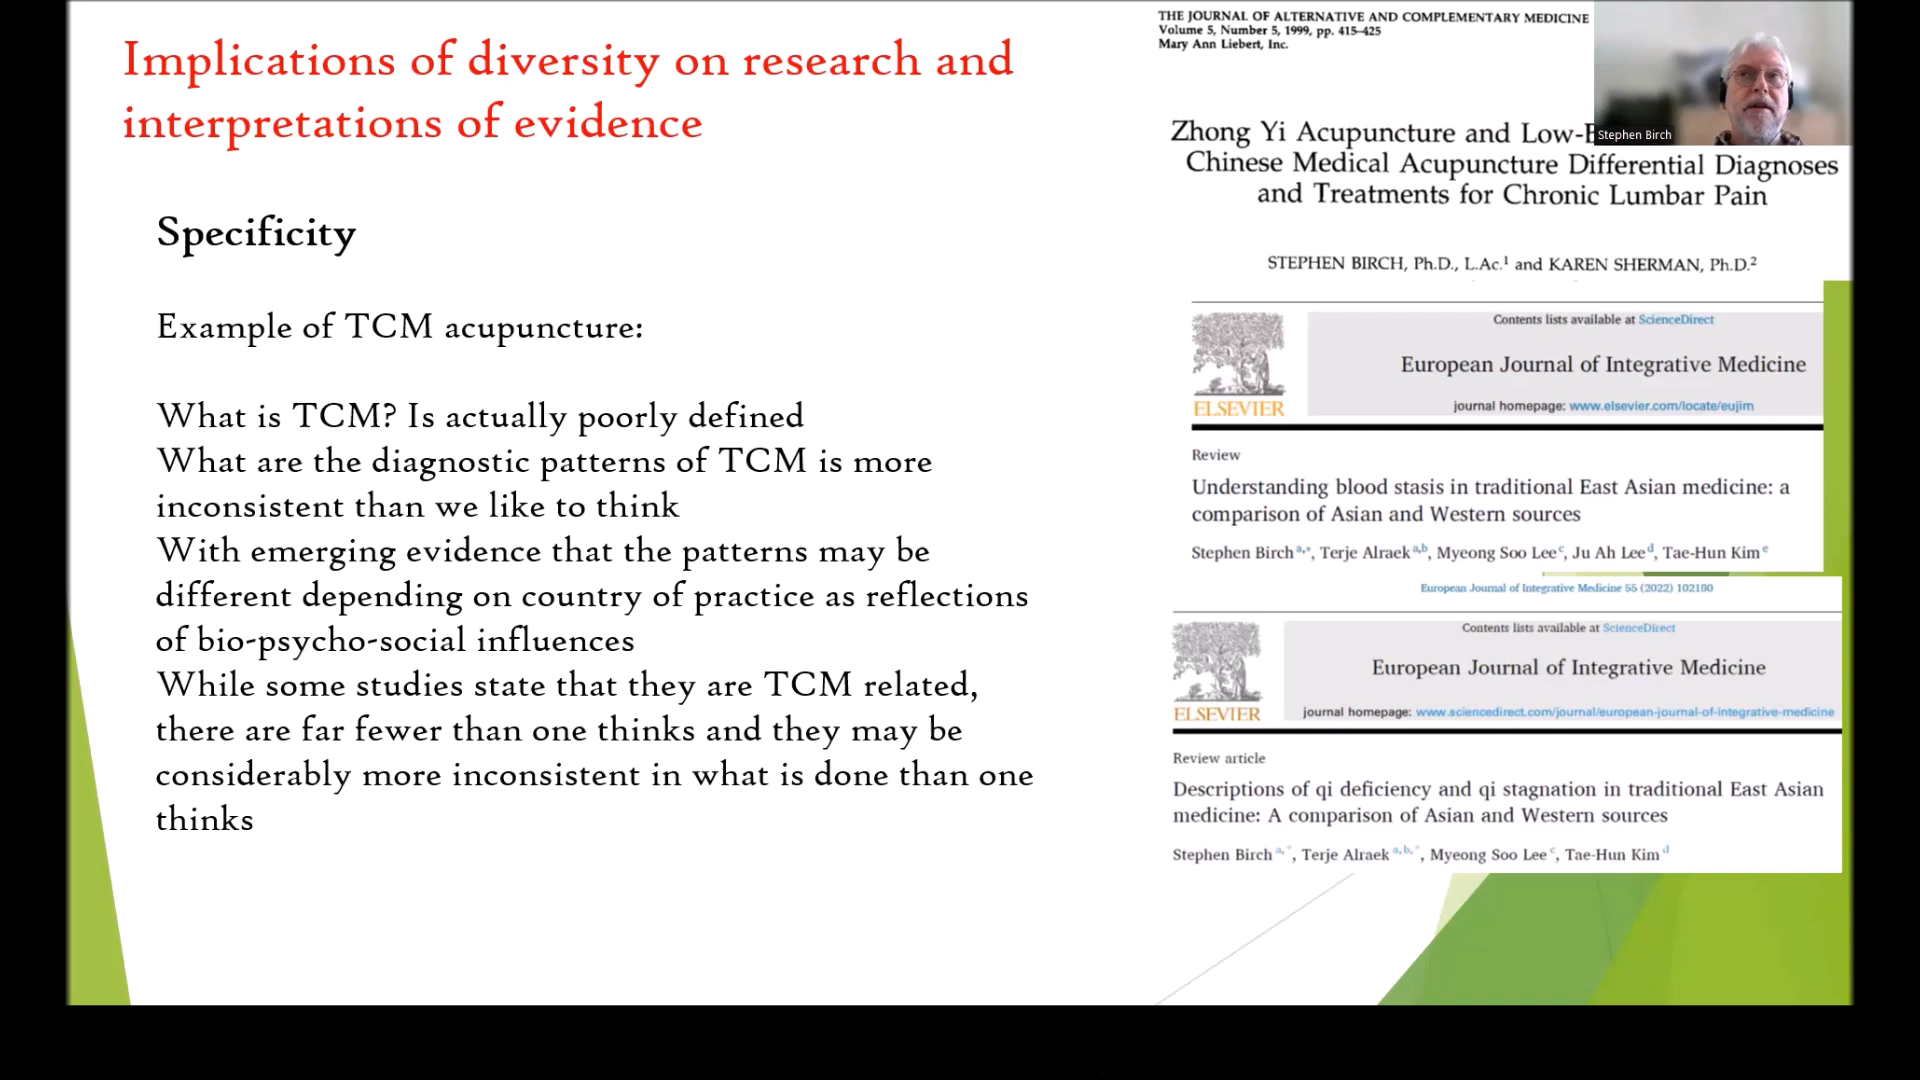 Implications of diversity on research and
interpretations of evidence
Specificity
Example of TCM acupuncture:
What is TCM? Is actually poorly defined
What are the diagnostic patterns of TCM is more
inconsistent than we like to think
With emerging evidence that the patterns may be
different depending on country of practice as reflections
of bio-psycho-social influences
While some studies state that they are TCM related,
there are far fewer than one thinks and they may be
considerably more inconsistent in what is done than one
thinks
THE JOURNAL OF ALTERNATIVE AND COMPLEMENTARY MEDICINE
Volume 5, Number 5, 1999, pp. 415–425
Mary Ann Liebert, Inc.
Stephen Birch
Zhong Yi Acupuncture and
Chinese Medical Acupuncture Differential Diagnoses
and Treatments for Chronic Lumbar Pain
STEPHEN BIRCH, Ph.D., L.Ac.¹ and KAREN SHERMAN, Ph.D.²
Contents lists available at ScienceDirect
European Journal of Integrative Medicine
ELSEVIER
journal homepage: www.elsevier.com/locate/eujim
Review
Understanding blood stasis in traditional East Asian medicine: a
comparison of Asian and Western sources
Stephen Birch a,*, Terje Alraek a,b, Myeong Soo Lee c, Ju Ah Lee d, Tae-Hun Kim e
European Journal of Integrative Medicine 55 (2022) 102180
Contents lists available at ScienceDirect
European Journal of Integrative Medicine
ELSEVIER
journal homepage: www.sciencedirect.com/journal/european-journal-of-integrative-medicine
Review article
Descriptions of qi deficiency and qi stagnation in traditional East Asian
medicine: A comparison of Asian and Western sources
Stephen Birch a,*, Terje Alraek a,b,*, Myeong Soo Lee c, Tae-Hun Kim d